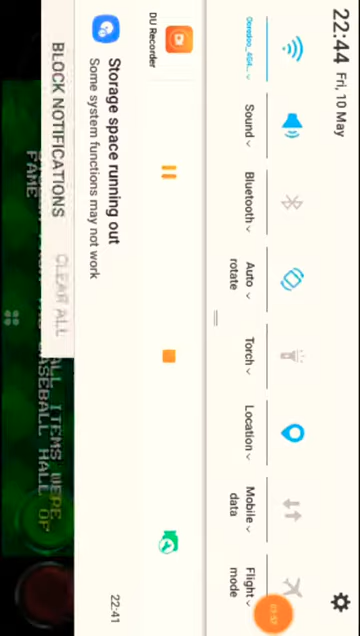 22:44 Fri, 10 May
Ooredoo_4G4...
Sound
Bluetooth
Auto
rotate
Torch
Location
Mobile
data
Flight
mode
DU Recorder
Storage space running out
22:41
Some system functions may not work
BLOCK NOTIFICATIONS
CLEAR ALL
ALL ITEMS WERE
BASEBALL HALL OF
FAME